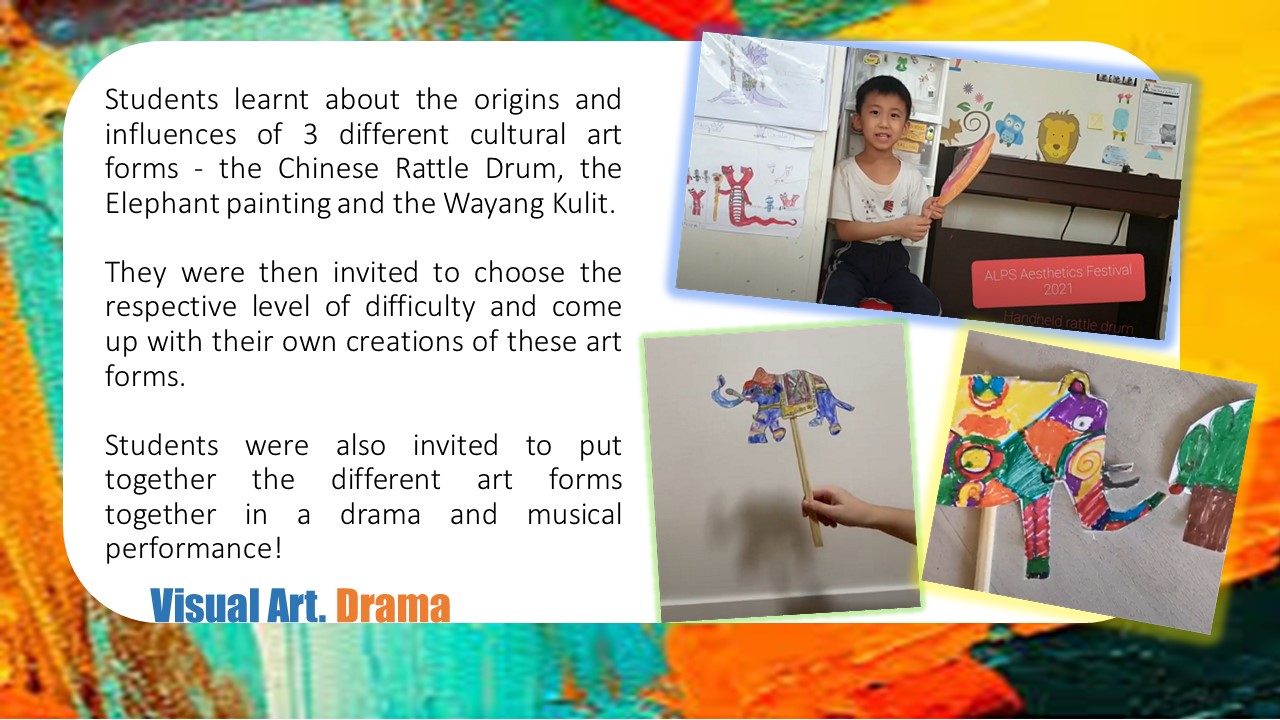 Students learnt about the origins and
influences of 3 different cultural art
forms - the Chinese Rattle Drum, the
Elephant painting and the Wayang Kulit.
They were then invited to choose the
respective level of difficulty and come
up with their own creations of these art
forms.
Students were also invited to put
together the different art forms
together in a drama and musical
performance!
Visual Art. Drama
ALPS Aesthetics Festival
2021
Handheld rattle drum